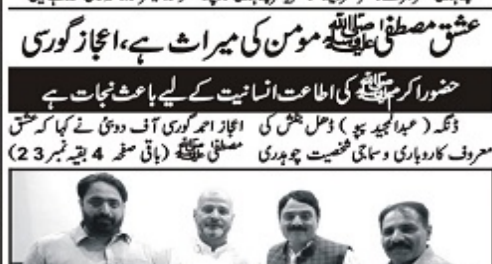 عشق مصطفیٰ ﷺ مومن کی میراث ہے، اعجاز گورسی
حضور اکرم ﷺ کی اطاعت انسانیت کے لیے باعث نجات ہے
ڈنگہ (عبدالمجید پپو) ڈھل بنگش کی
معروف کاروباری و سماجی شخصیت چوہدری
اعجاز احمد گورسی آف دوبئی نے کہا کہ عشق
مصطفیٰ ﷺ (باقی صفحہ 4 بقیہ نمبر 23)